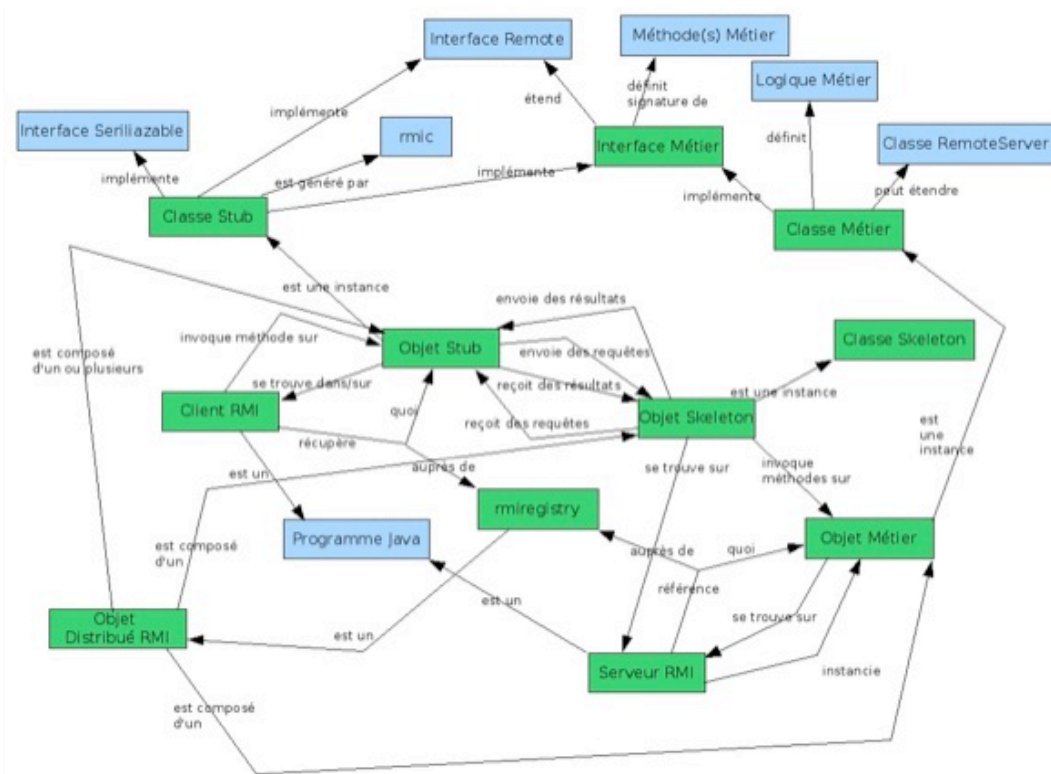 Interface Remote
Méthode(s) Métier
Logique Métier
définit
signature de
étend
implémente
Interface Seriliazable
rmic
Interface Métier
définit
Classe RemoteServer
implémente
est généré par
implémente
implémente
peut étendre
Classe Stub
Classe Métier
est une instance
envoie des résultats
invoque méthode sur
Objet Stub
envoie des requêtes
Classe Skeleton
est composé
d'un ou plusieurs
se trouve dans/sur
reçoit des résultats
est une instance
Client RMI
quoi
reçoit des requêtes
Objet Skeleton
récupère
est
une
instance
est un
auprès de
se trouve sur
invoque
méthodes sur
rmiregistry
Programme Java
est composé
d'un
auprès de
quoi
Objet Métier
référence
est un
Objet
Distribué RMI
est un
se trouve sur
Serveur RMI
instancie
est composé
d'un